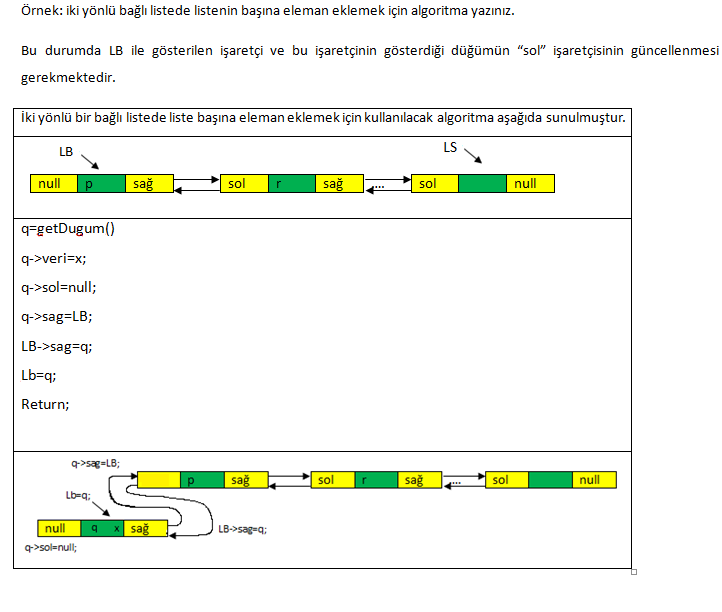 Örnek: iki yönlü bağlı listede listenin başına eleman eklemek için algoritma yazınız.
Bu durumda LB ile gösterilen işaretçi ve bu işaretçinin gösterdiği düğümün “sol” işaretçisinin güncellenmesi
gerekmektedir.
İki yönlü bir bağlı listede liste başına eleman eklemek için kullanılacak algoritma aşağıda sunulmuştur.
LB LS
null p sağ sol r sağ .... sol null
q=getDugum()
q->veri=x;
q->sol=null;
q->sag=LB;
LB->sag=q;
Lb=q;
Return;
q->sag=LB;
p sağ sol r sağ .... sol null
Lb=q;
null q x sağ LB->sag=q;
q->sol=null;